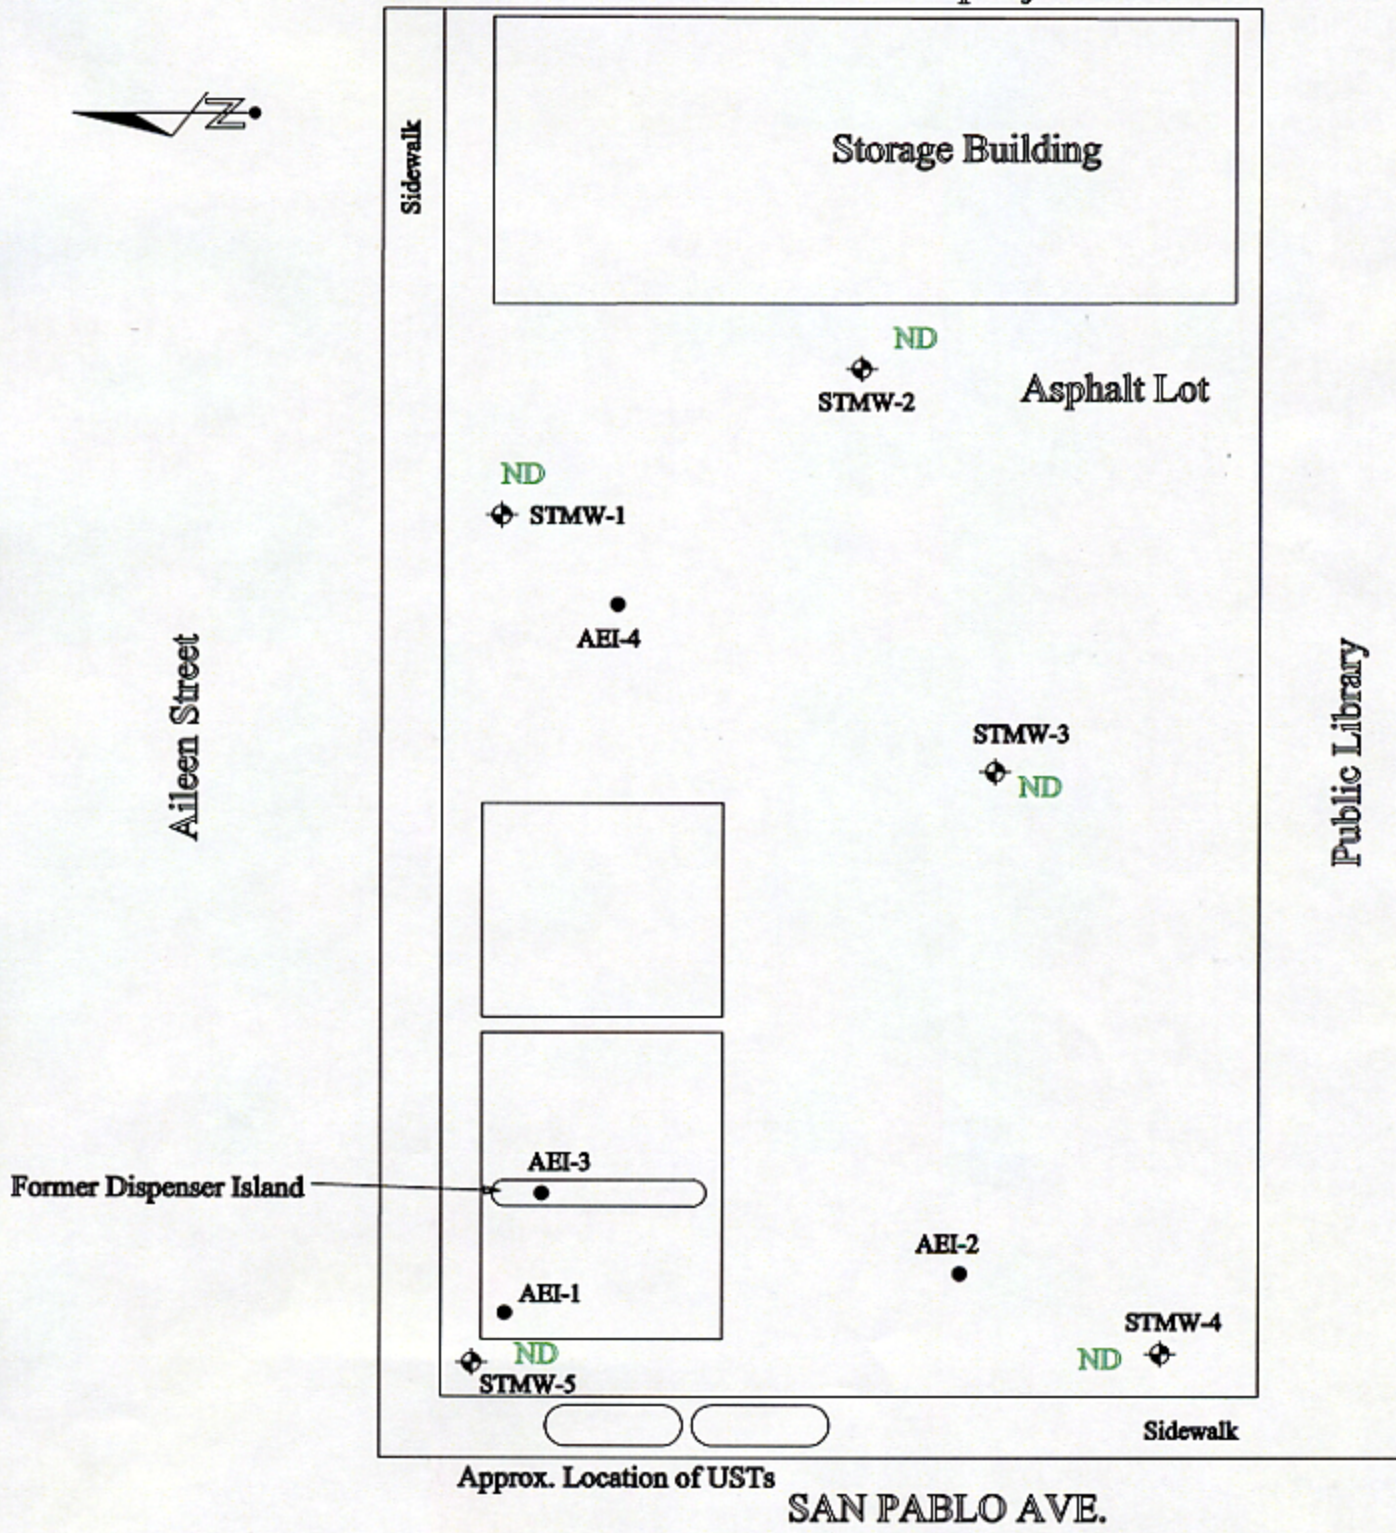 N
Sidewalk
Storage Building
ND
STMW-2
Asphalt Lot
ND
STMW-1
AEI-4
Aileen Street
STMW-3
ND
Public Library
AEI-3
Former Dispenser Island
AEI-2
AEI-1
STMW-4
ND
ND
STMW-5
Sidewalk
Approx. Location of USTs
SAN PABLO AVE.